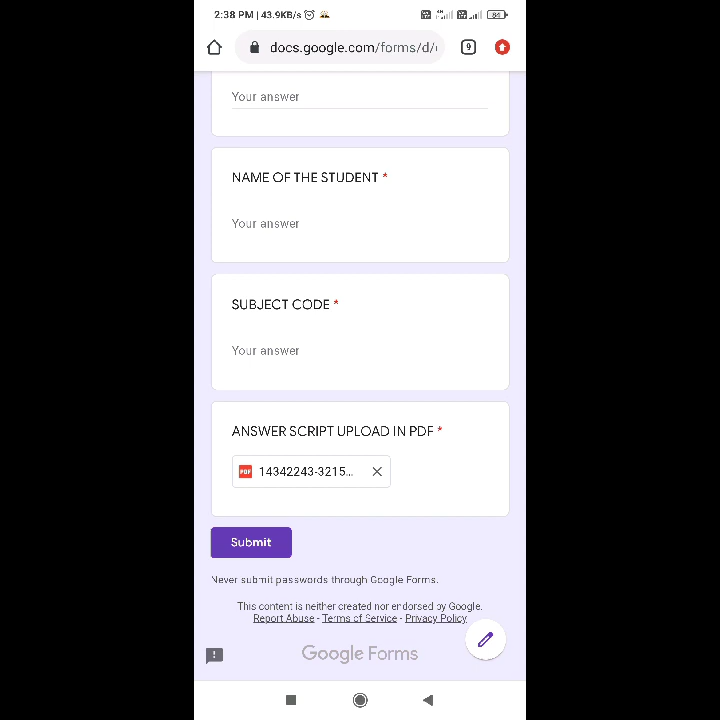 2:38 PM | 43.9KB/s
84
docs.google.com/forms/d/
9
Your answer
NAME OF THE STUDENT *
Your answer
SUBJECT CODE *
Your answer
ANSWER SCRIPT UPLOAD IN PDF *
PDF 14342243-3215...
Submit
Never submit passwords through Google Forms.
This content is neither created nor endorsed by Google.
Report Abuse - Terms of Service - Privacy Policy
Google Forms